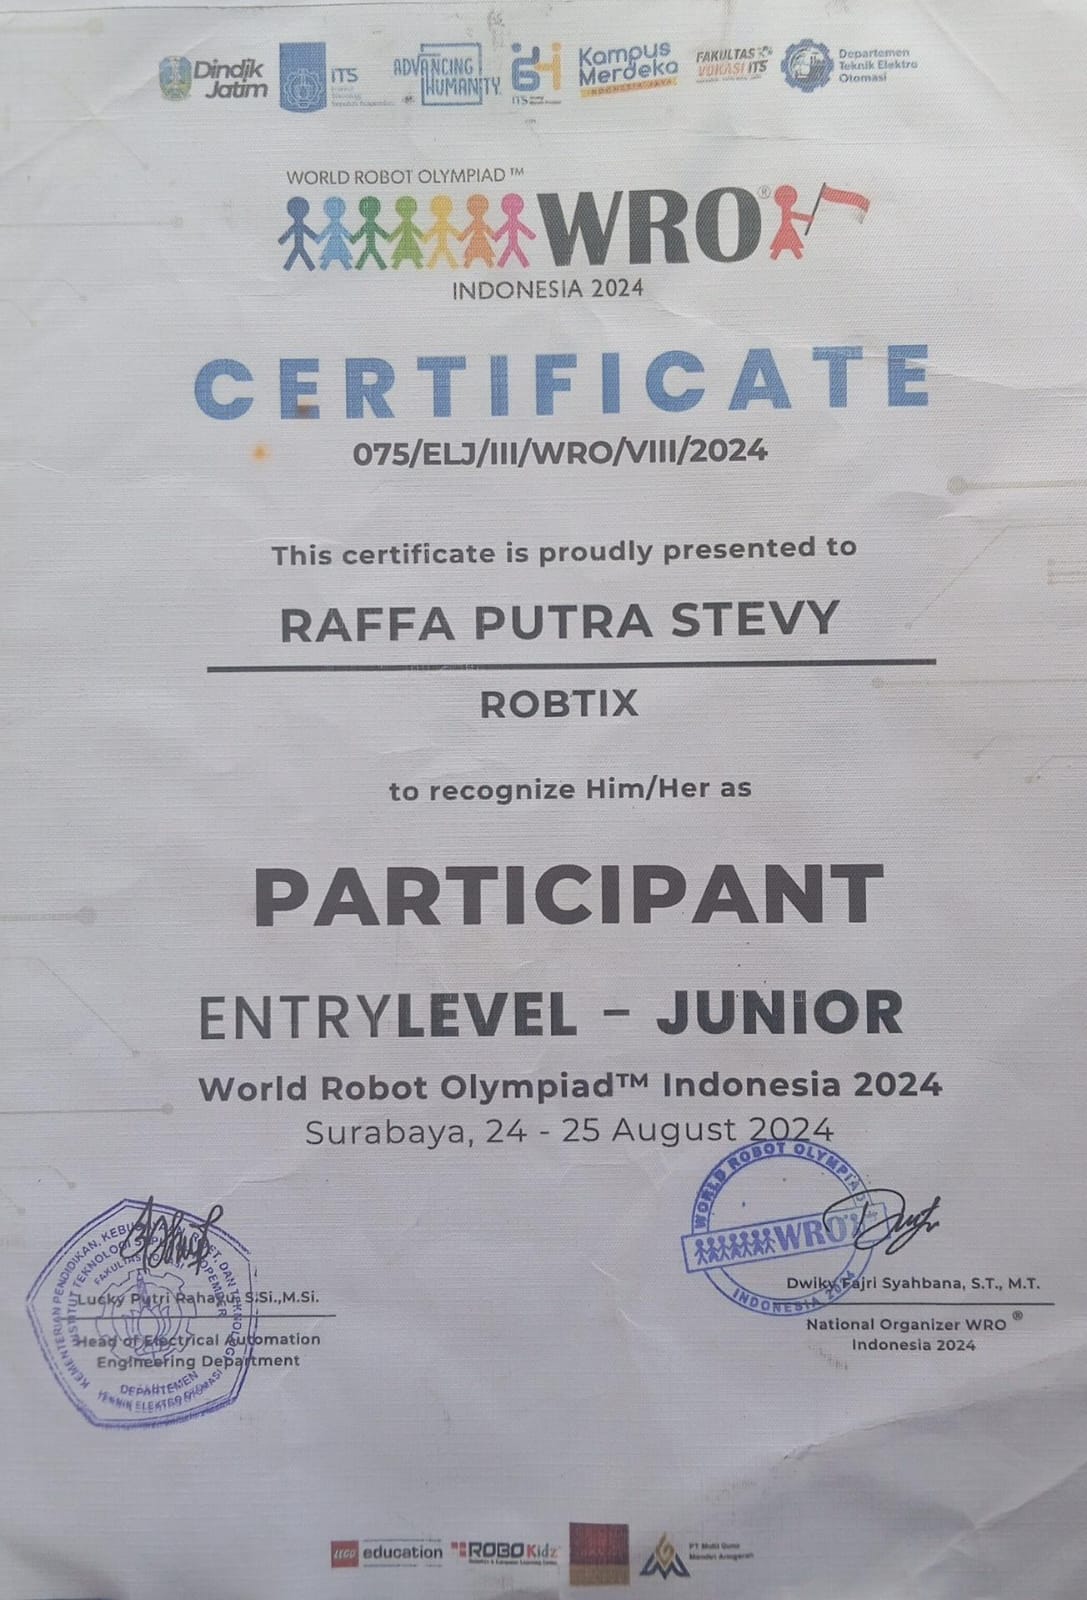 Dindik
Jatim
ITS
Institut
Teknologi
Sepuluh Nopember
ADVANCING
HUMANITY
ITS
Kampus
Merdeka
INDONESIA JAYA
FAKULTAS
VOKASI ITS
Departemen
Teknik Elektro
Otomasi
WORLD ROBOT OLYMPIAD™
WRO®
INDONESIA 2024
CERTIFICATE
075/ELJ/III/WRO/VIII/2024
This certificate is proudly presented to
RAFFA PUTRA STEVY
ROBTIX
to recognize Him/Her as
PARTICIPANT
ENTRYLEVEL – JUNIOR
World Robot Olympiad™ Indonesia 2024
Surabaya, 24 - 25 August 2024
KEMENTERIAN PENDIDIKAN, KEBUDAYAAN, RISET, DAN TEKNOLOGI
INSTITUT TEKNOLOGI SEPULUH NOPEMBER
FAKULTAS VOKASI
Lucky Putri Rahayu, S.Si.,M.Si.
Head of Electrical Automation
Engineering Department
DEPARTEMEN
TEKNIK ELEKTRO OTOMASI
WORLD ROBOT OLYMPIAD
WRO
INDONESIA 2024
Dwiky Fajri Syahbana, S.T., M.T.
National Organizer WRO®
Indonesia 2024
LEGO education
ROBOKidz
PT Multi Guna
Mandiri Anugerah